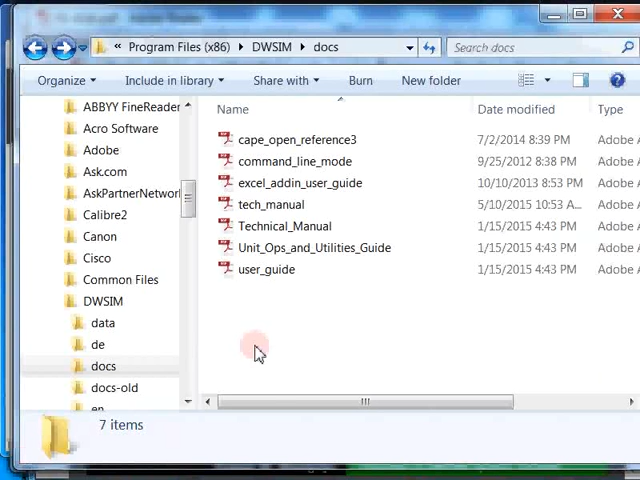 « Program Files (x86) ▸ DWSIM ▸ docs
Search docs
Organize Include in library Share with Burn New folder
Name Date modified Type
ABBYY FineReader
Acro Software
Adobe
Ask.com
AskPartnerNetwork
Calibre2
Canon
Cisco
Common Files
DWSIM
data
de
docs
docs-old
en
cape_open_reference3 7/2/2014 8:39 PM Adobe A
command_line_mode 9/25/2012 8:38 PM Adobe A
excel_addin_user_guide 10/10/2013 8:53 PM Adobe A
tech_manual 5/10/2015 10:53 A... Adobe A
Technical_Manual 1/15/2015 4:43 PM Adobe A
Unit_Ops_and_Utilities_Guide 1/15/2015 4:43 PM Adobe A
user_guide 1/15/2015 4:43 PM Adobe A
7 items